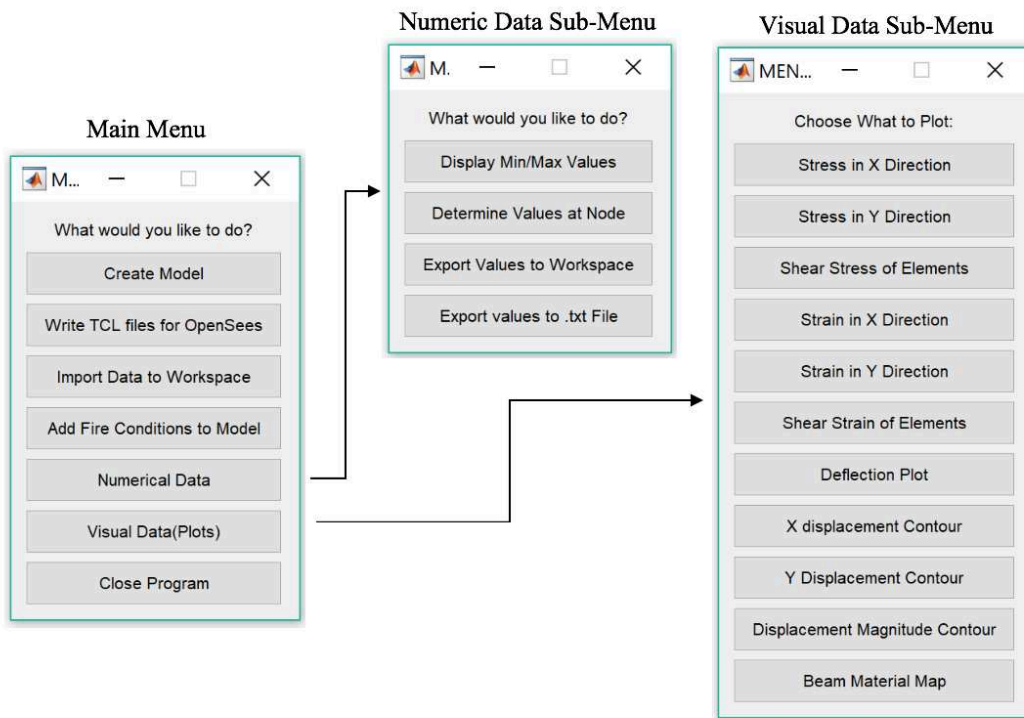 Main Menu
M...
What would you like to do?
Create Model
Write TCL files for OpenSees
Import Data to Workspace
Add Fire Conditions to Model
Numerical Data
Visual Data(Plots)
Close Program
Numeric Data Sub-Menu
M.
What would you like to do?
Display Min/Max Values
Determine Values at Node
Export Values to Workspace
Export values to .txt File
Visual Data Sub-Menu
MEN...
Choose What to Plot:
Stress in X Direction
Stress in Y Direction
Shear Stress of Elements
Strain in X Direction
Strain in Y Direction
Shear Strain of Elements
Deflection Plot
X displacement Contour
Y Displacement Contour
Displacement Magnitude Contour
Beam Material Map